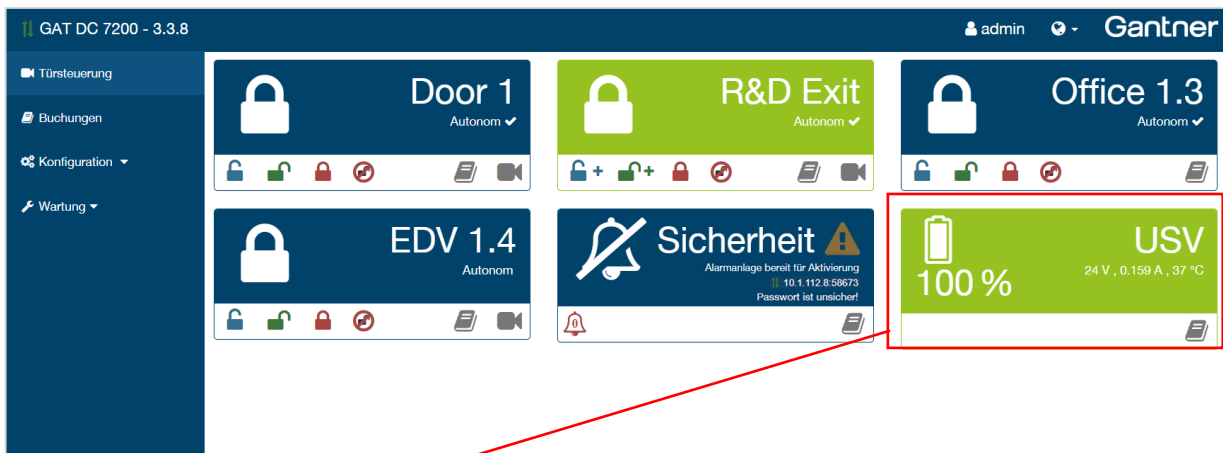 GAT DC 7200 - 3.3.8
admin
Gantner
Türsteuerung
Buchungen
Konfiguration
Wartung
Door 1
Autonom
R&D Exit
Autonom
Office 1.3
Autonom
EDV 1.4
Autonom
Sicherheit
Alarmanlage bereit für Aktivierung
10.1.112.8:58673
Passwort ist unsicher!
0
100 %
USV
24 V , 0.159 A , 37 °C